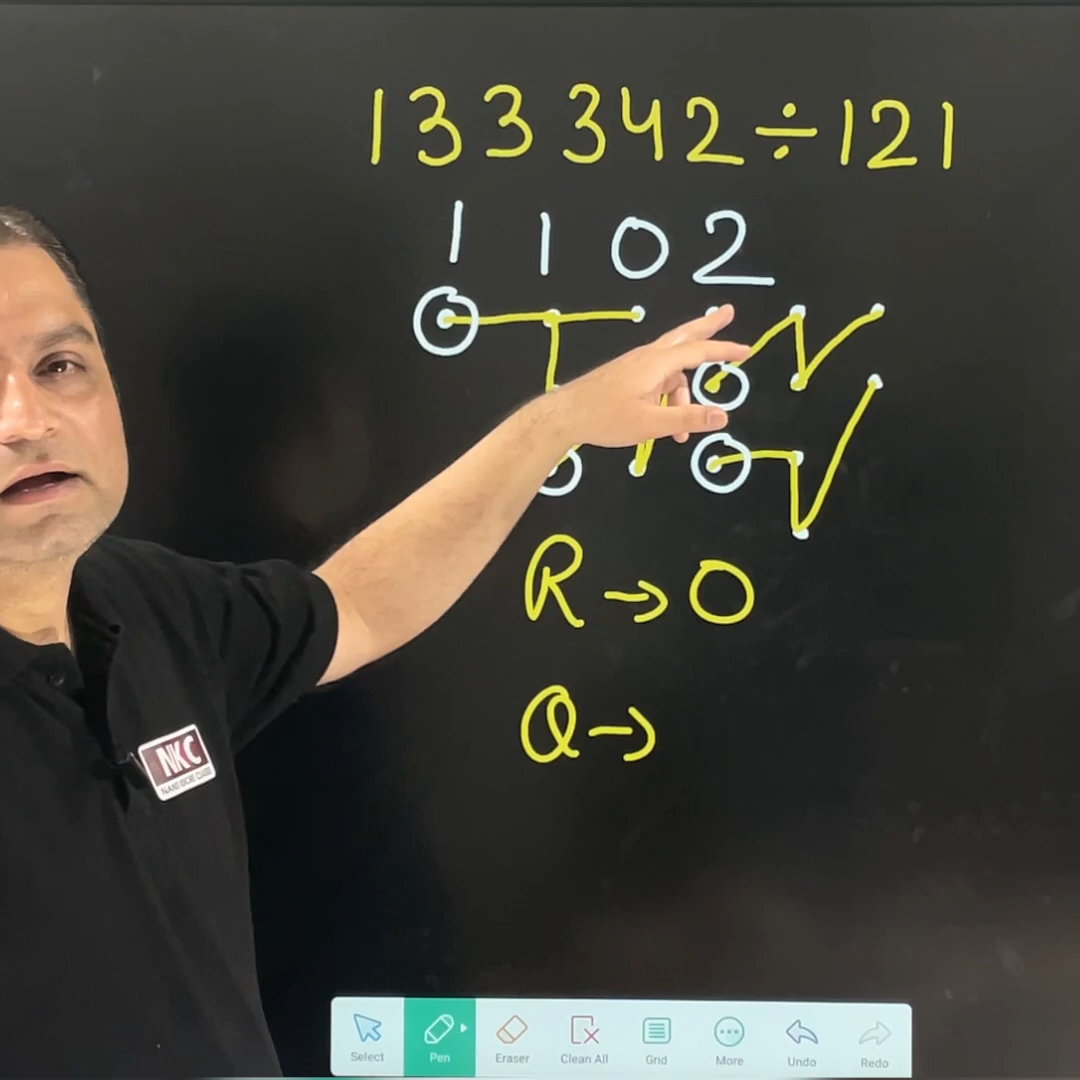 133342÷121
1102
R→0
Q→
NKC
Select Pen Eraser Clean All Grid More Undo Redo